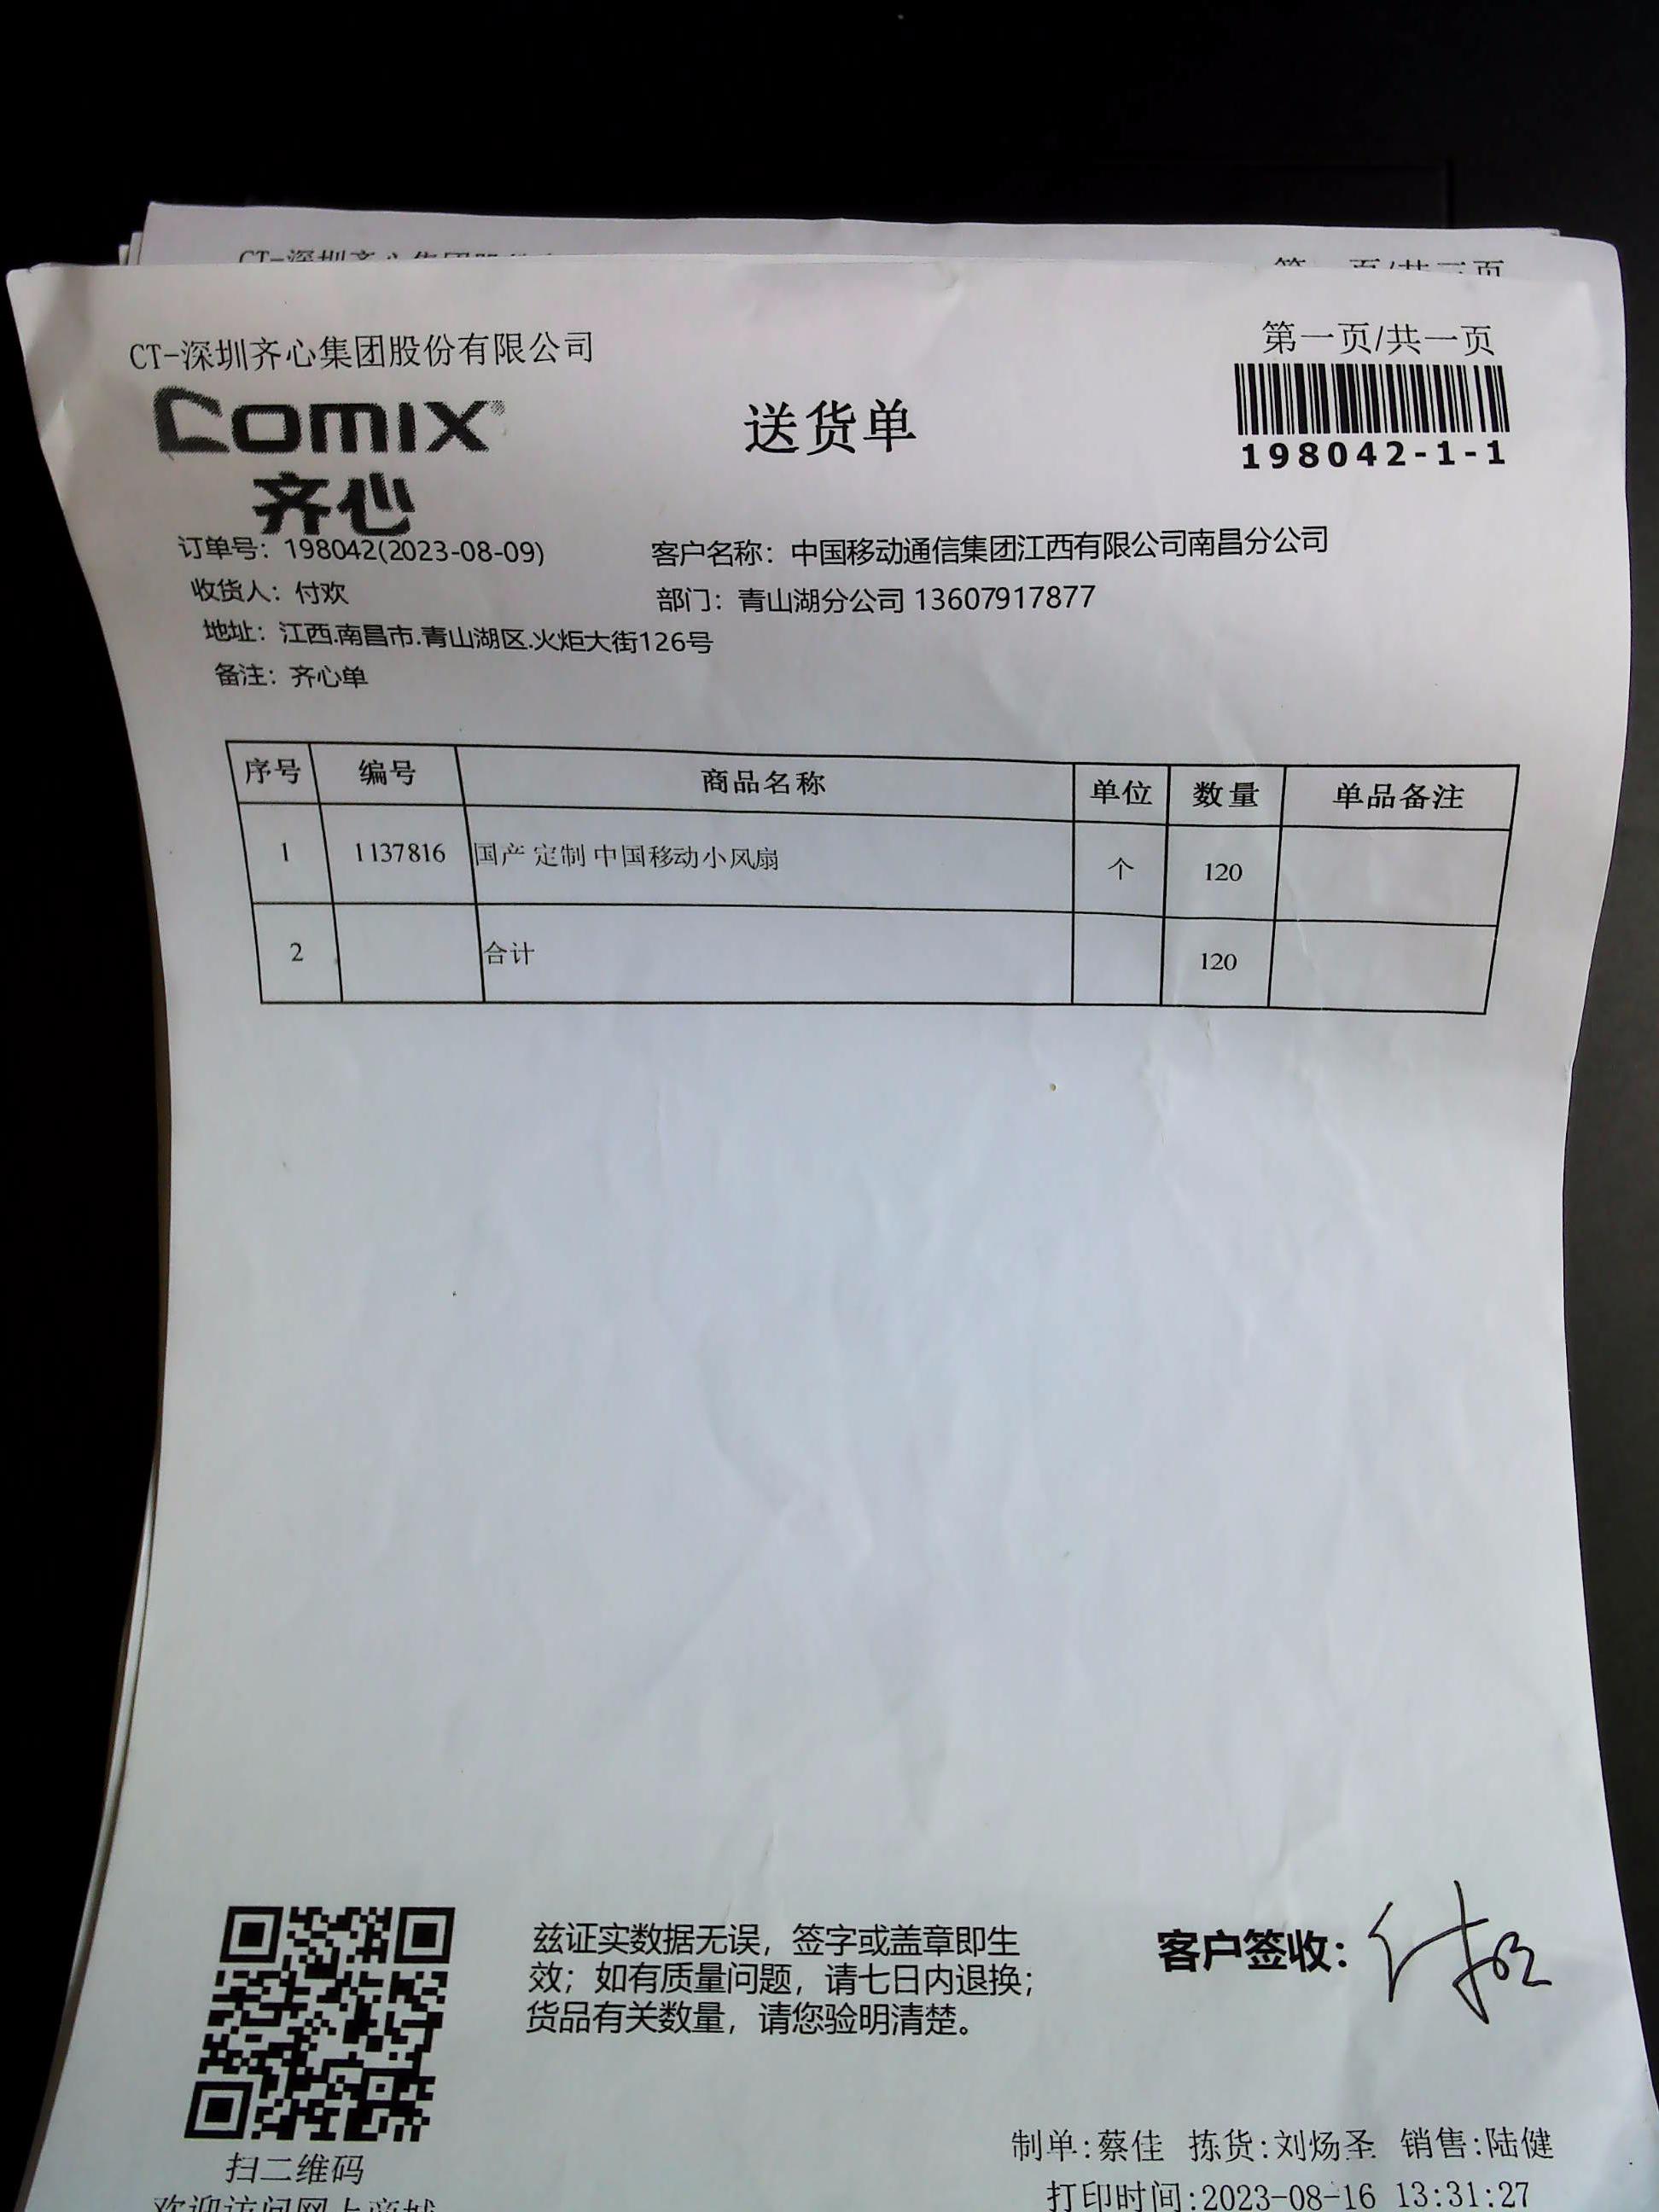 CT-深圳齐心集团股份有限公司
第一页/共一页
COMIX
齐心
送货单
198042-1-1
订单号：198042(2023-08-09)
客户名称：中国移动通信集团江西有限公司南昌分公司
收货人：付欢
部门：青山湖分公司 13607917877
地址：江西.南昌市.青山湖区.火炬大街126号
备注：齐心单
序号 编号 商品名称 单位 数量 单品备注
1 1137816 国产 定制 中国移动小风扇 个 120
2 合计 120
兹证实数据无误，签字或盖章即生
效；如有质量问题，请七日内退换；
货品有关数量，请您验明清楚。
客户签收：
扫二维码
欢迎访问网上商城
制单:蔡佳 拣货:刘炀圣 销售:陆健
打印时间:2023-08-16 13:31:27